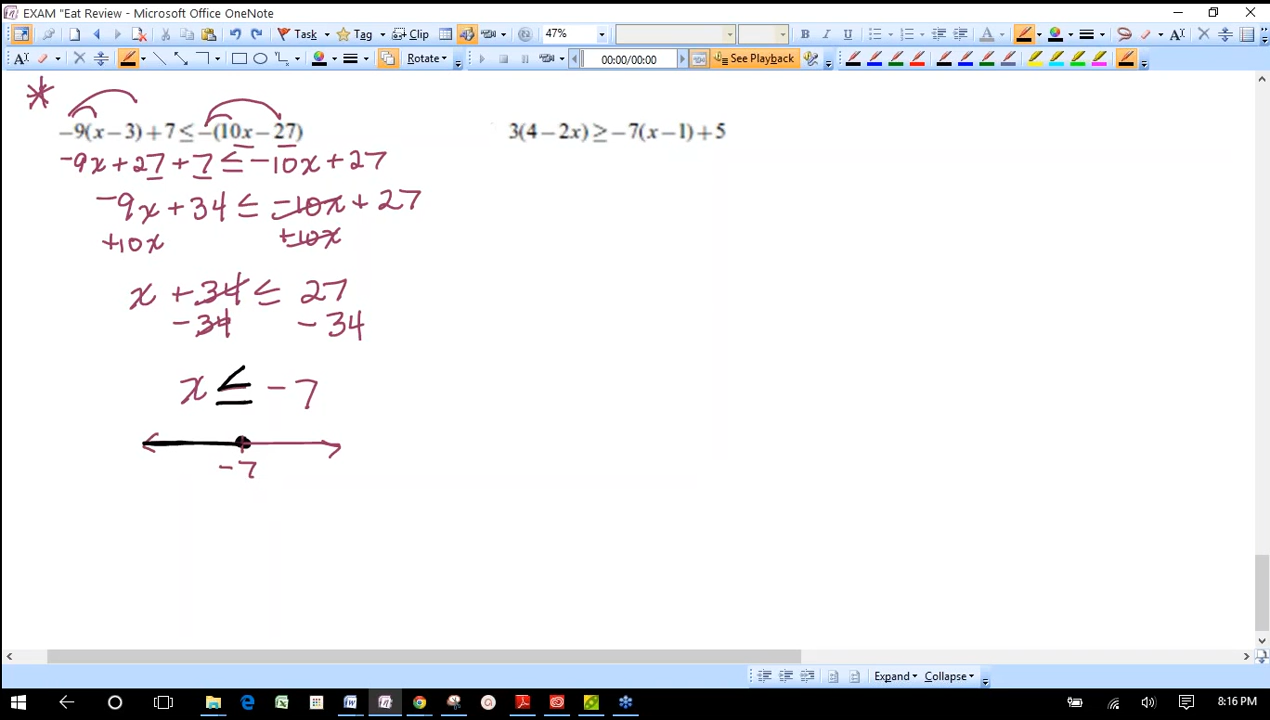 EXAM "Eat Review - Microsoft Office OneNote
Task Tag Clip 47% B I U A
A Rotate 00:00/00:00 See Playback A
-9(x-3)+7≤-(10x-27)
3(4-2x)≥-7(x-1)+5
-9x+27+7≤-10x+27
-9x+34≤-10x+27
+10x +10x
x+34≤27
-34 -34
x≤-7
-7
Expand Collapse
8:16 PM